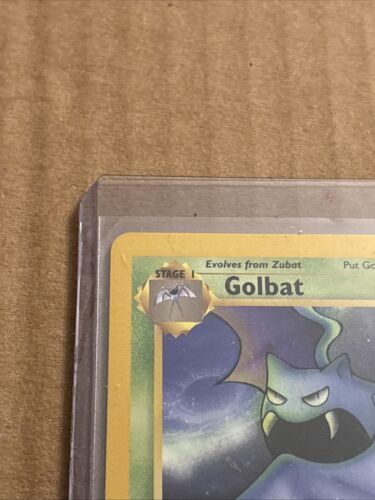 Evolves from Zubat Put Go
STAGE 1
Golbat